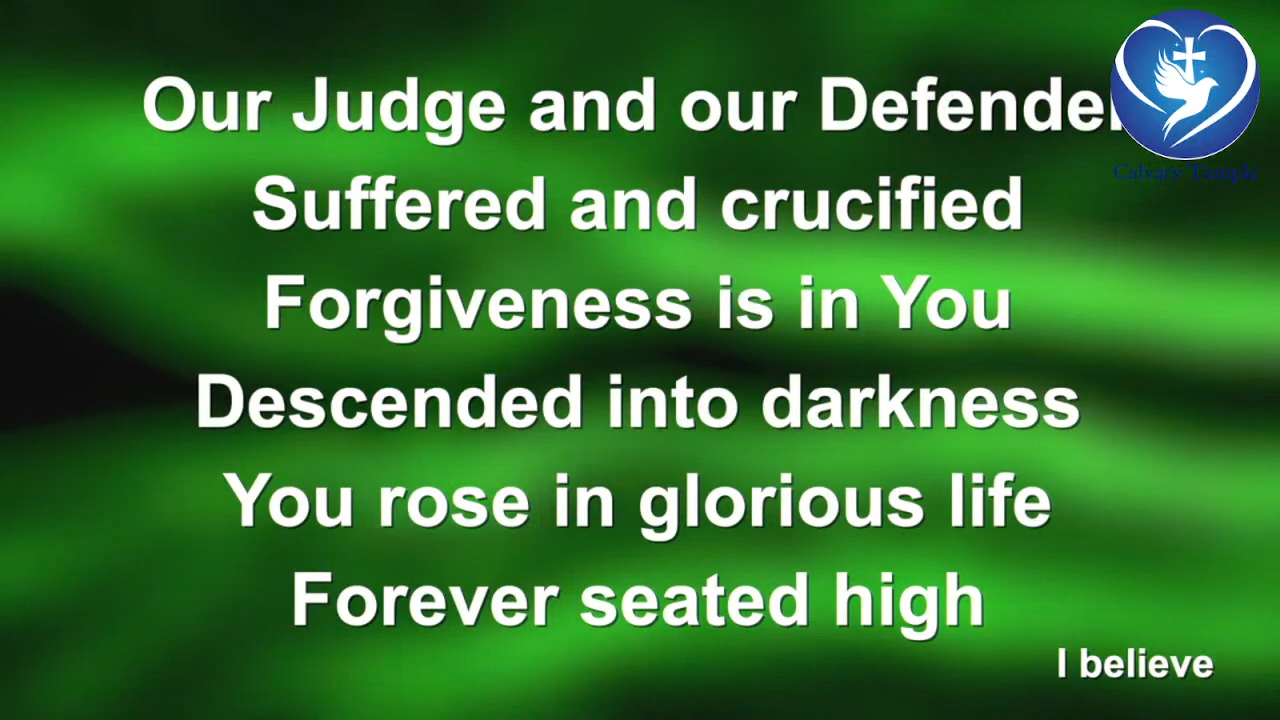 Our Judge and our Defender
Suffered and crucified
Forgiveness is in You
Descended into darkness
You rose in glorious life
Forever seated high
I believe
Calvary Temple